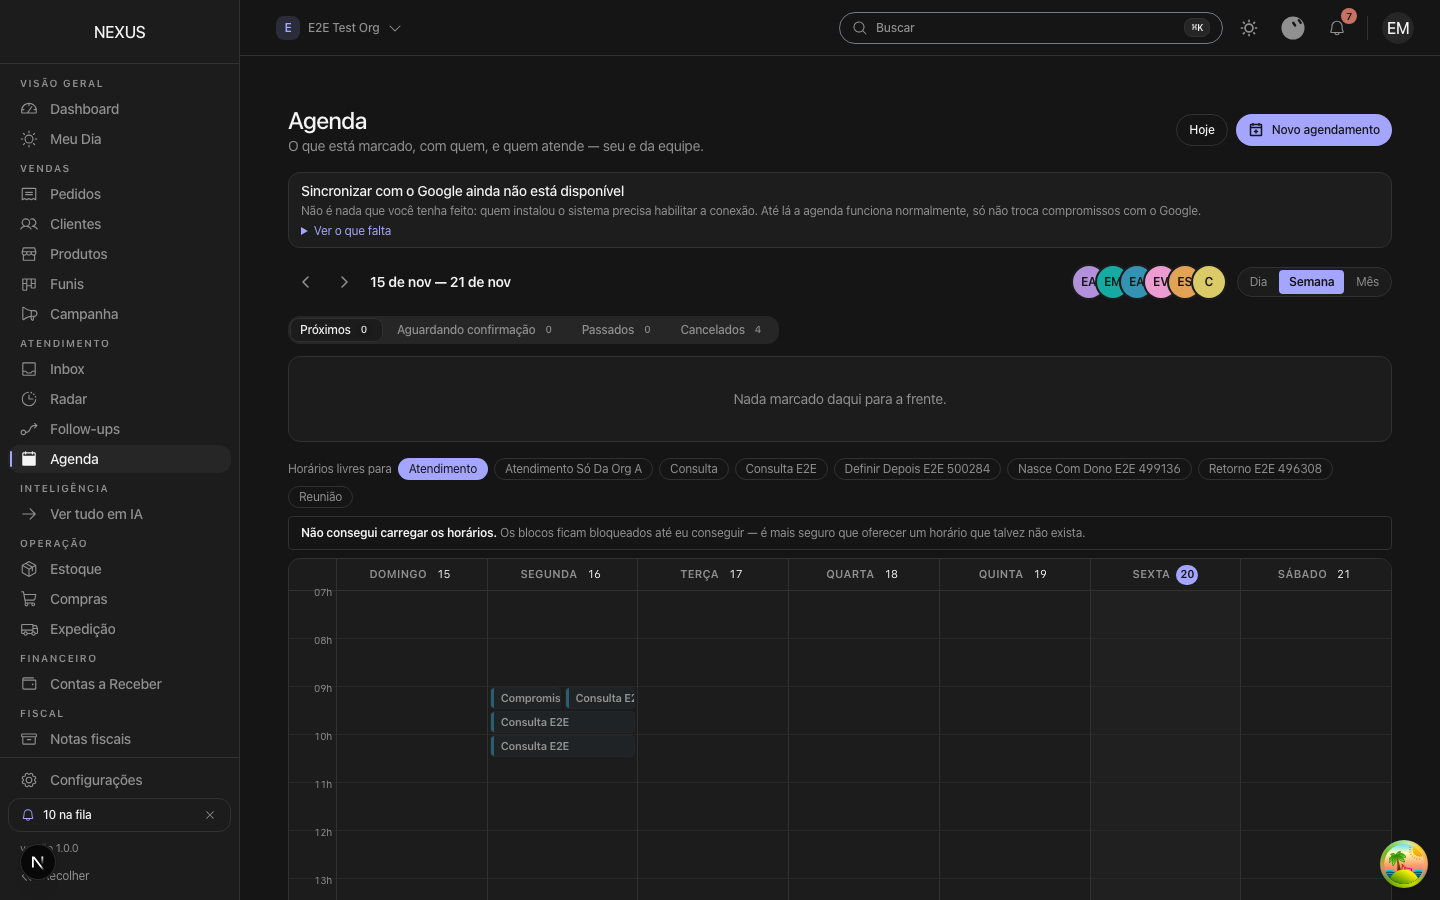 NEXUS
E
E2E Test Org
Buscar
⌘K
7
EM
VISÃO GERAL
Dashboard
Meu Dia
VENDAS
Pedidos
Clientes
Produtos
Funis
Campanha
ATENDIMENTO
Inbox
Radar
Follow-ups
Agenda
INTELIGÊNCIA
Ver tudo em IA
OPERAÇÃO
Estoque
Compras
Expedição
FINANCEIRO
Contas a Receber
FISCAL
Notas fiscais
Configurações
10 na fila
1.0.0
N
Agenda
O que está marcado, com quem, e quem atende — seu e da equipe.
Hoje
Novo agendamento
Sincronizar com o Google ainda não está disponível
Não é nada que você tenha feito: quem instalou o sistema precisa habilitar a conexão. Até lá a agenda funciona normalmente, só não troca compromissos com o Google.
Ver o que falta
15 de nov — 21 de nov
EA EM EA EV ES C
Dia Semana Mês
Próximos 0 Aguardando confirmação 0 Passados 0 Cancelados 4
Nada marcado daqui para a frente.
Horários livres para Atendimento Atendimento Só Da Org A Consulta Consulta E2E Definir Depois E2E 500284 Nasce Com Dono E2E 499136 Retorno E2E 496308
Reunião
Não consegui carregar os horários. Os blocos ficam bloqueados até eu conseguir — é mais seguro que oferecer um horário que talvez não exista.
DOMINGO 15 SEGUNDA 16 TERÇA 17 QUARTA 18 QUINTA 19 SEXTA 20 SÁBADO 21
07h
08h
09h
Compromis Consulta E2
Consulta E2E
10h
Consulta E2E
11h
12h
13h